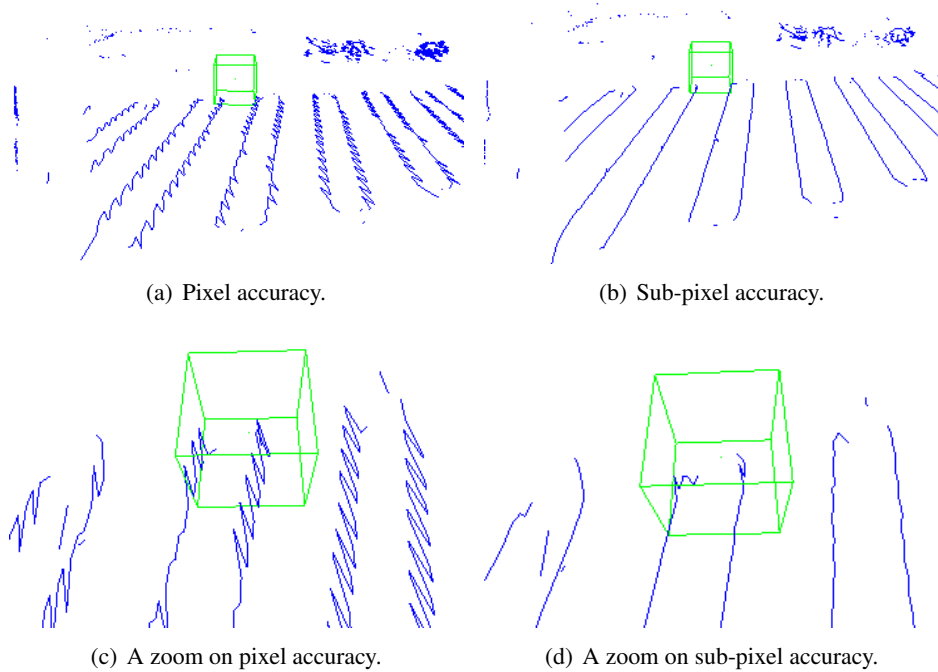 (a) Pixel accuracy.
(b) Sub-pixel accuracy.
(c) A zoom on pixel accuracy.
(d) A zoom on sub-pixel accuracy.